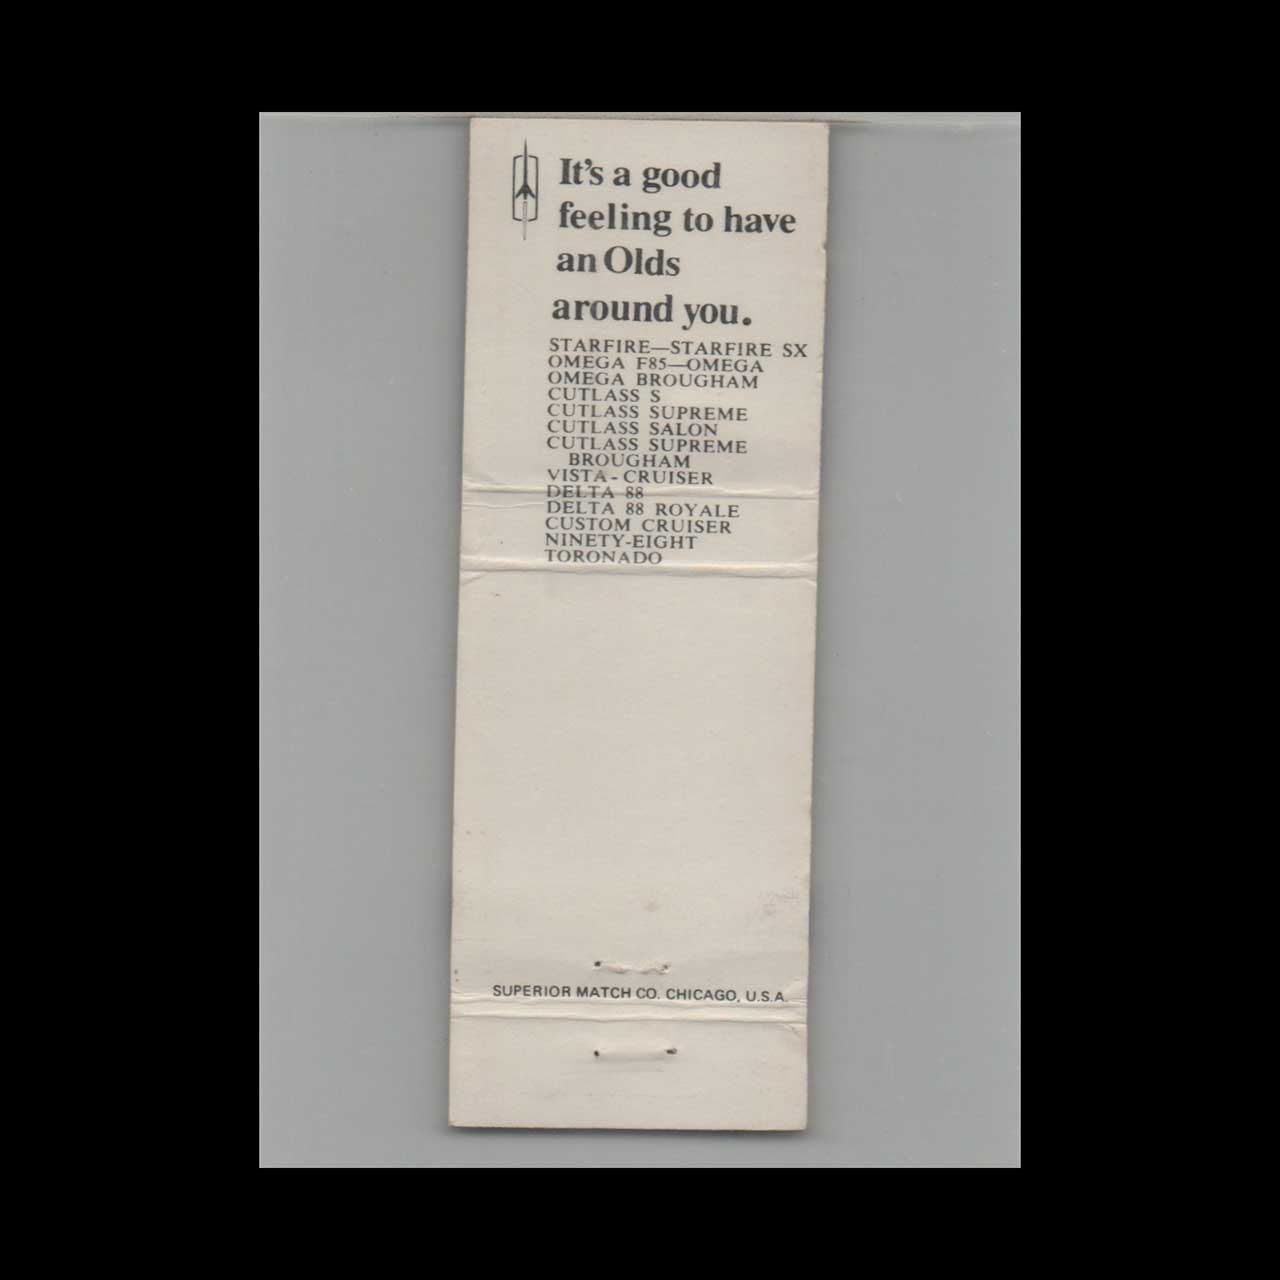 It's a good
feeling to have
an Olds
around you.
STARFIRE—STARFIRE SX
OMEGA F85—OMEGA
OMEGA BROUGHAM
CUTLASS S
CUTLASS SUPREME
CUTLASS SALON
CUTLASS SUPREME
BROUGHAM
VISTA-CRUISER
DELTA 88
DELTA 88 ROYALE
CUSTOM CRUISER
NINETY-EIGHT
TORONADO
SUPERIOR MATCH CO. CHICAGO, U.S.A.